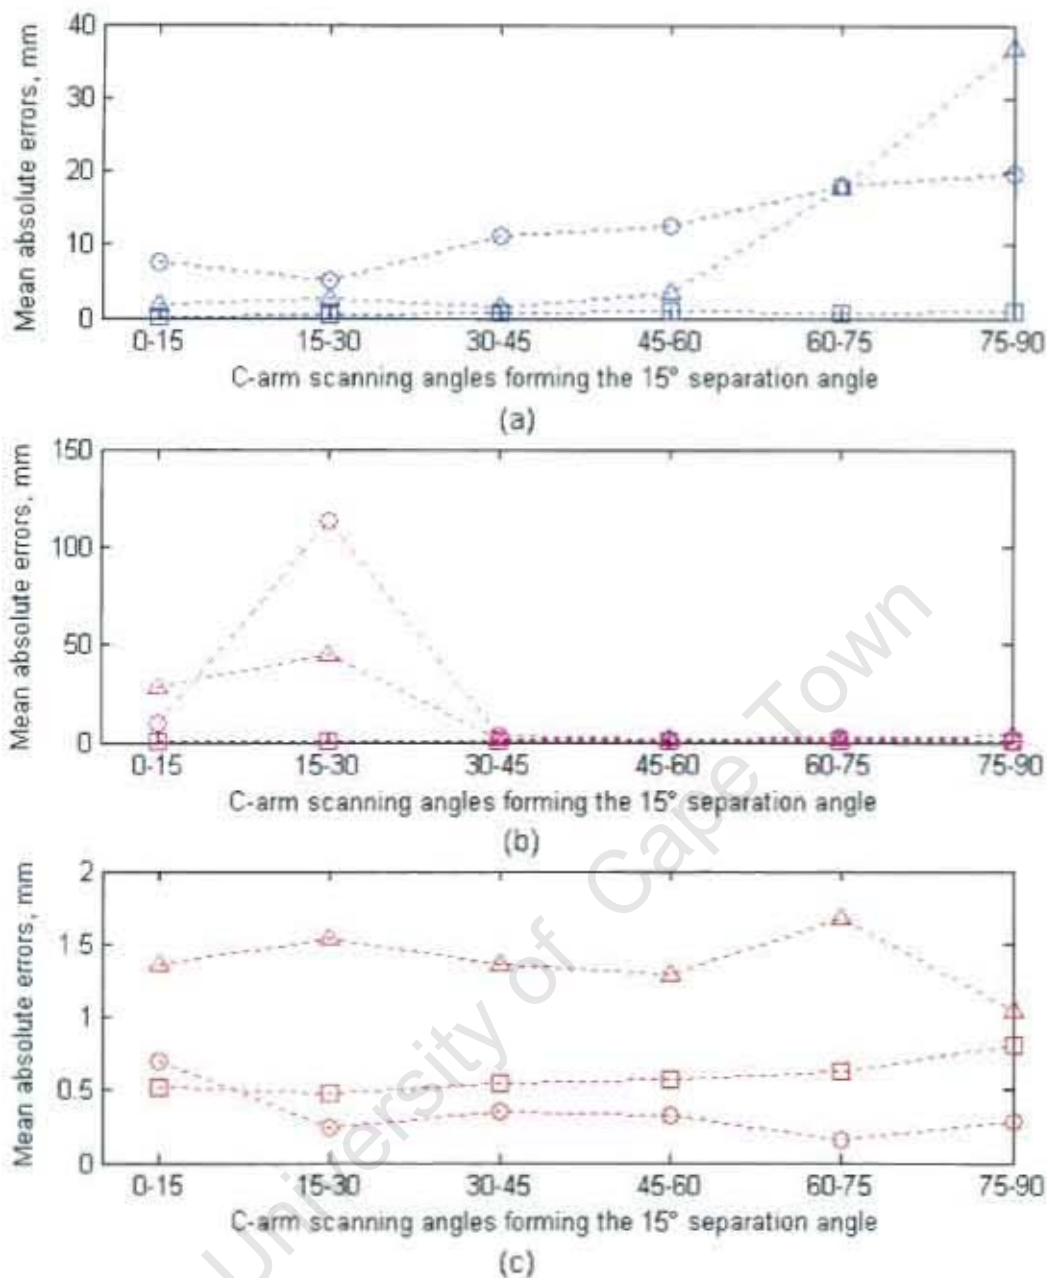 Mean absolute errors, mm
40
30
20
10
0
0-15 15-30 30-45 45-60 60-75 75-90
C-arm scanning angles forming the 15° separation angle
(a)
Mean absolute errors, mm
150
100
50
0
0-15 15-30 30-45 45-60 60-75 75-90
C-arm scanning angles forming the 15° separation angle
(b)
Mean absolute errors, mm
2
1.5
1
0.5
0
0-15 15-30 30-45 45-60 60-75 75-90
C-arm scanning angles forming the 15° separation angle
(c)
University of Cape Town